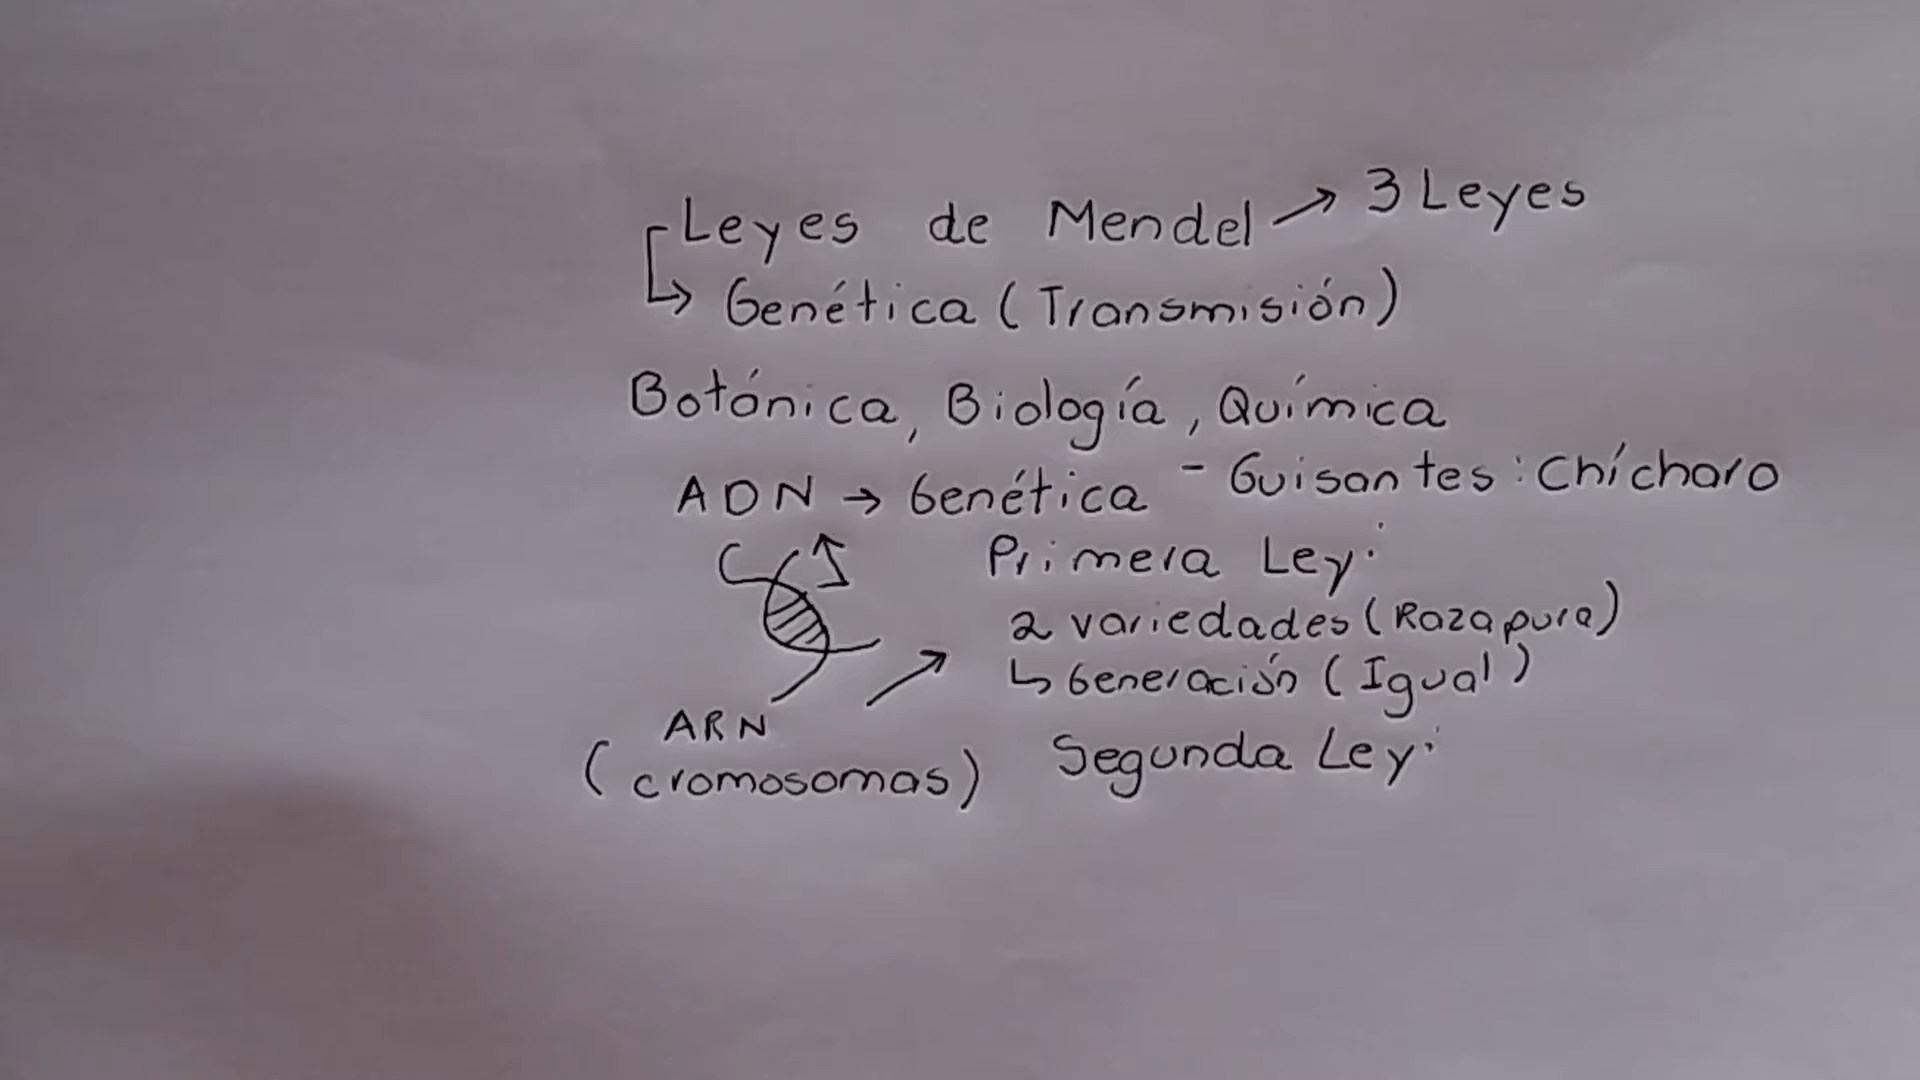 Leyes de Mendel → 3 Leyes
↳ Genética (Transmisión)
Botánica, Biología, Química
ADN → Genética - Guisantes: Chícharo
Primera Ley:
2 variedades (Raza pura)
↳ Generación (Igual)
ARN
(cromosomas)
Segunda Ley: